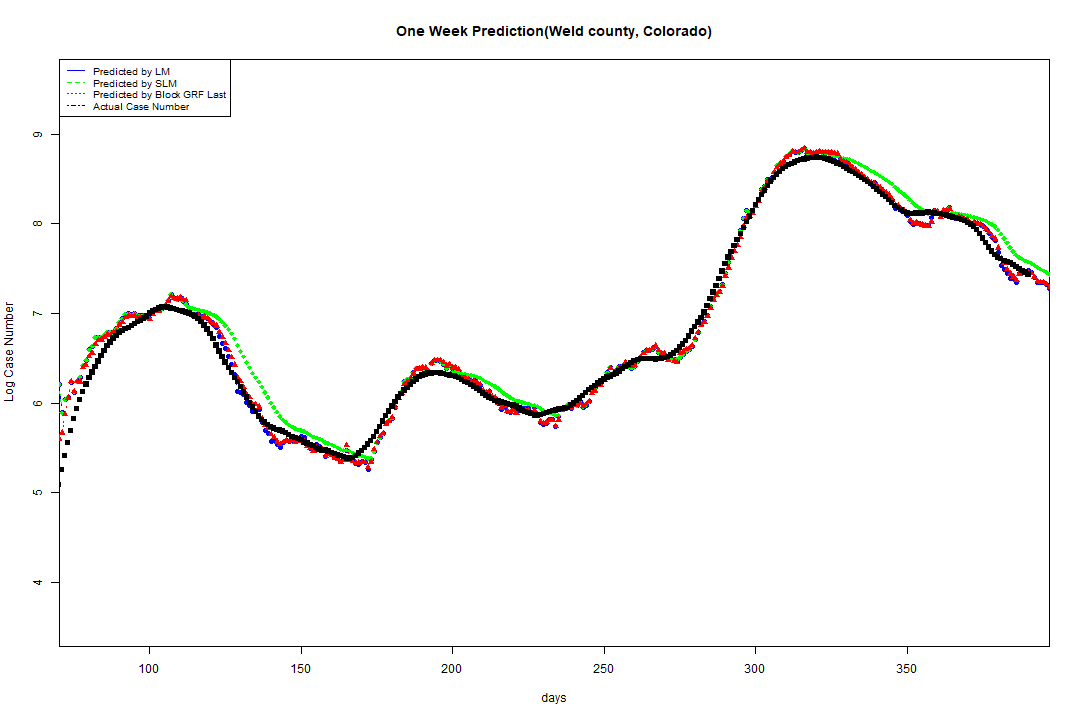 One Week Prediction(Weld county, Colorado)
Predicted by LM
Predicted by SLM
Predicted by Block GRF Last
Actual Case Number
9
8
7
6
5
4
Log Case Number
100 150 200 250 300 350
days